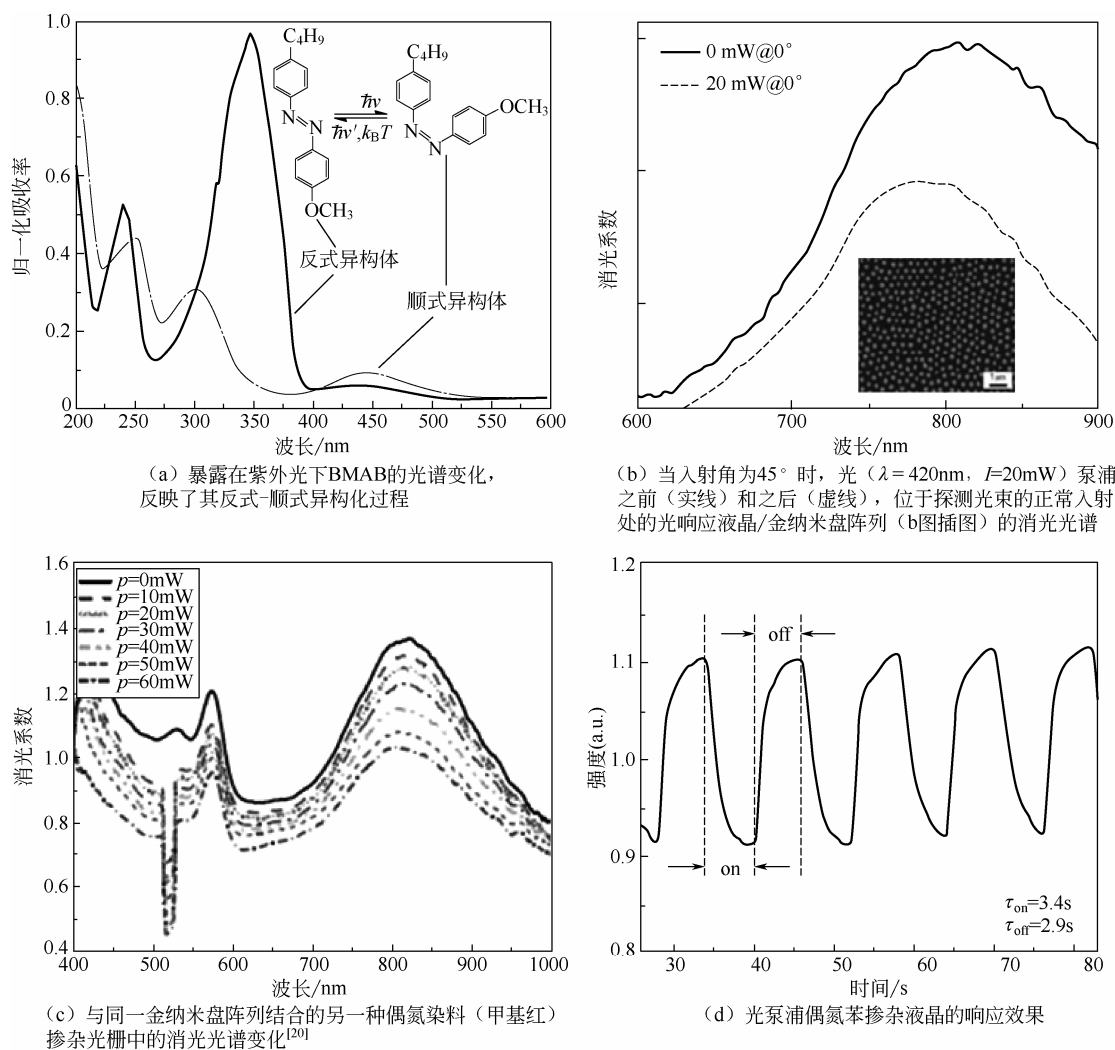 1.0
0.8
0.6
0.4
0.2
0
200 250 300 350 400 450 500 550 600
归一化吸收率
波长/nm
C4H9
N
N
OCH3
ħν
ħν′,kBT
C4H9
N
N
OCH3
反式异构体
顺式异构体
(a)暴露在紫外光下BMAB的光谱变化，
反映了其反式-顺式异构化过程
0 mW@0°
20 mW@0°
消光系数
600 700 800 900
波长/nm
(b)当入射角为45°时，光（λ=420nm，I=20mW）泵浦
之前（实线）和之后（虚线），位于探测光束的正常入射
处的光响应液晶/金纳米盘阵列（b图插图）的消光光谱
1.6
1.4
1.2
1.0
0.8
0.6
0.4
p=0mW
p=10mW
p=20mW
p=30mW
p=40mW
p=50mW
p=60mW
消光系数
400 500 600 700 800 900 1000
波长/nm
(c)与同一金纳米盘阵列结合的另一种偶氮染料（甲基红）
掺杂光栅中的消光光谱变化[20]
1.2
1.1
1.0
0.9
0.8
强度(a.u.)
off
on
τon=3.4s
τoff=2.9s
30 40 50 60 70 80
时间/s
(d)光泵浦偶氮苯掺杂液晶的响应效果